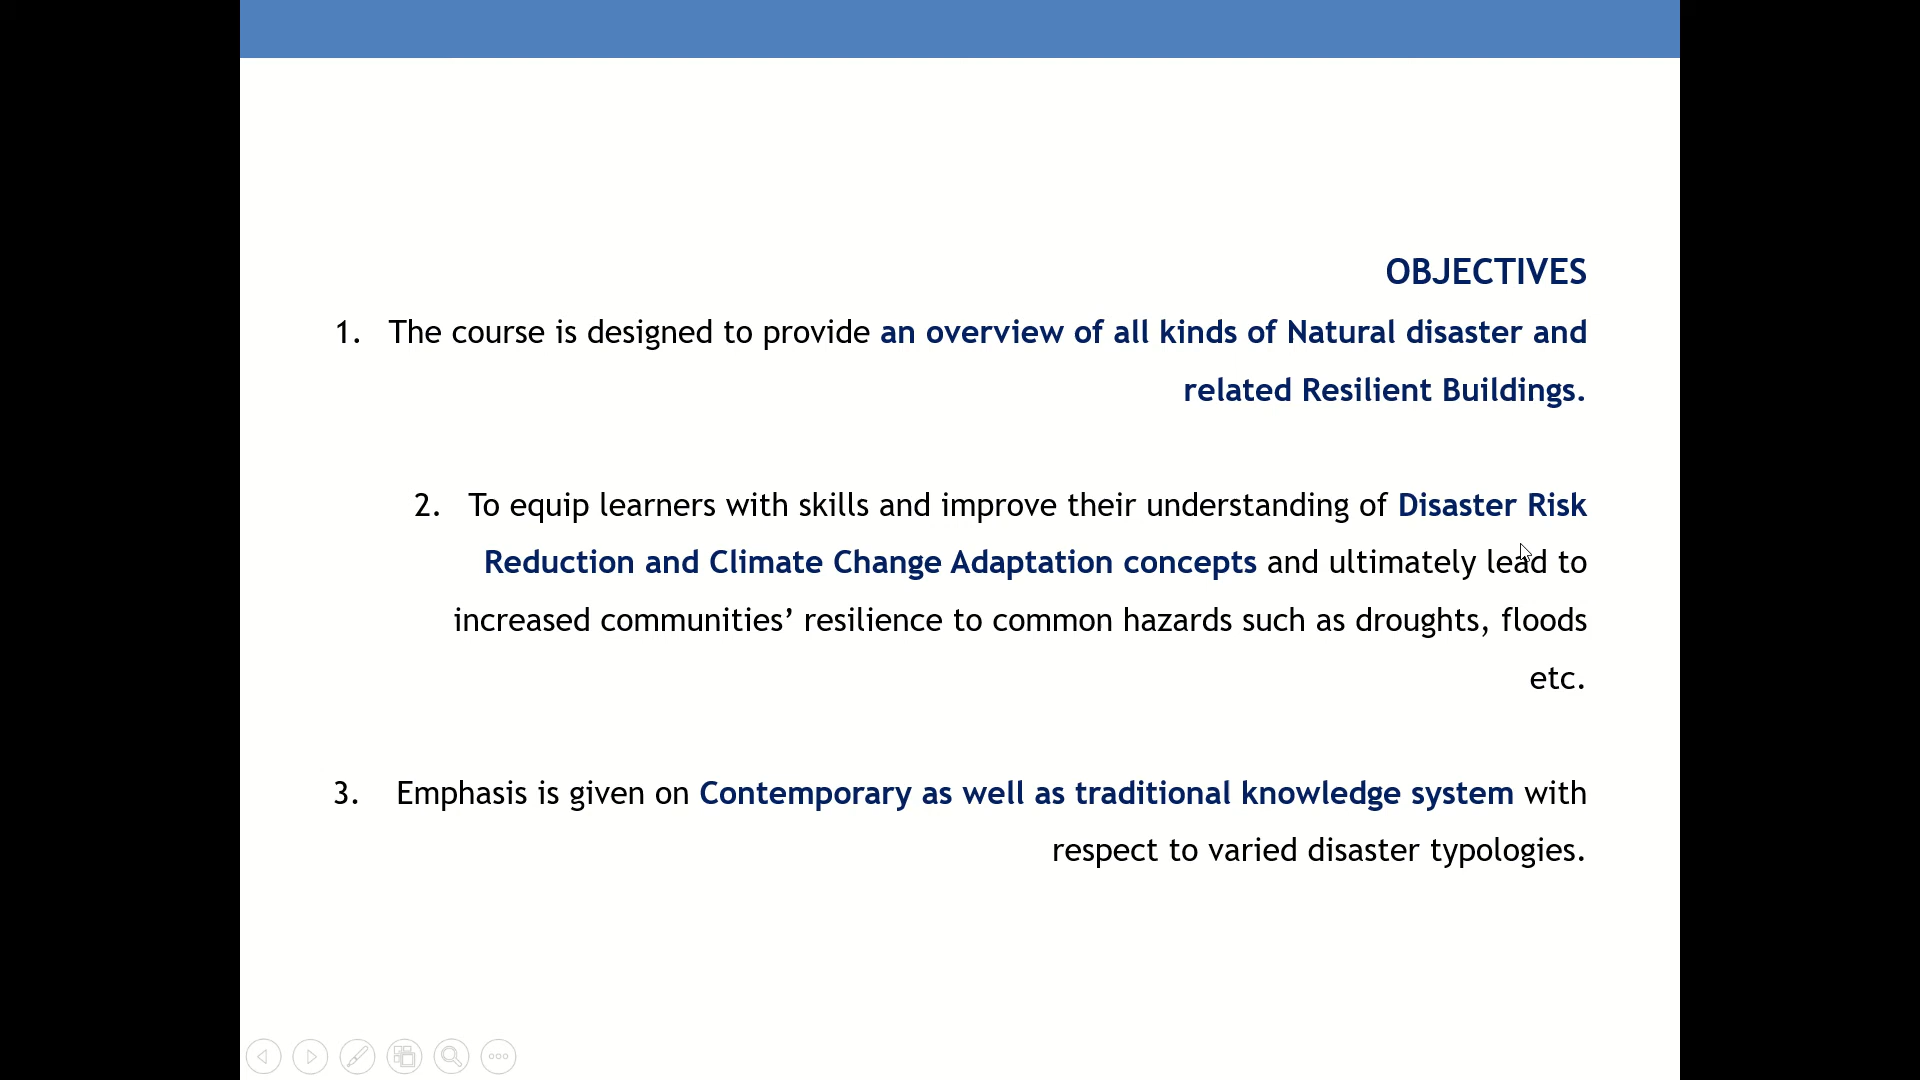 OBJECTIVES
1. The course is designed to provide an overview of all kinds of Natural disaster and
related Resilient Buildings.
2. To equip learners with skills and improve their understanding of Disaster Risk
Reduction and Climate Change Adaptation concepts and ultimately lead to
increased communities’ resilience to common hazards such as droughts, floods
etc.
3. Emphasis is given on Contemporary as well as traditional knowledge system with
respect to varied disaster typologies.